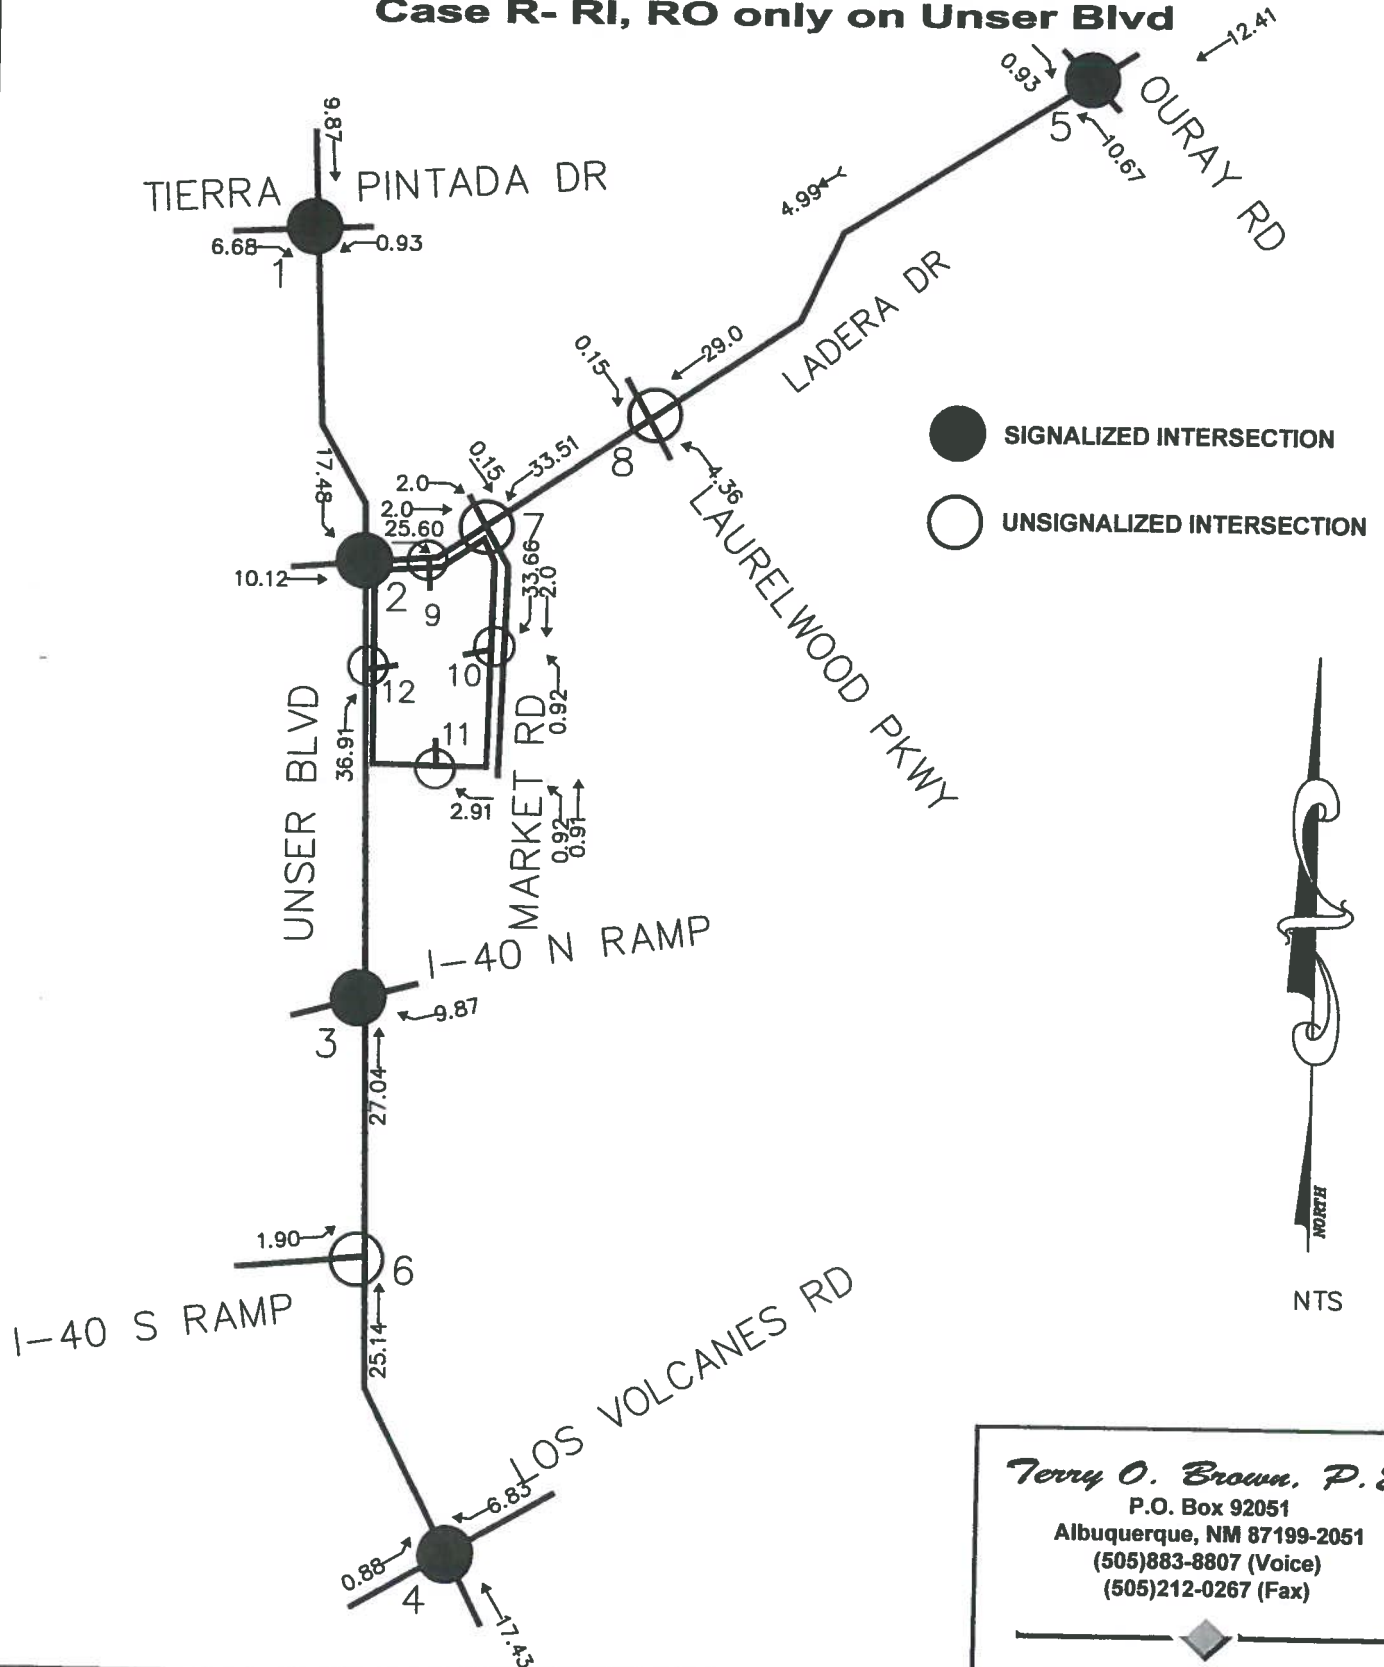 Case R- RI, RO only on Unser Blvd
12.41
0.93
5
10.67
OURAY RD
9.87
TIERRA PINTADA DR
6.68
0.93
1
4.99
LADERA DR
0.15
29.0
8
4.36
LAURELWOOD PKWY
SIGNALIZED INTERSECTION
UNSIGNALIZED INTERSECTION
17.48
0.15
33.51
2.0
2.0
25.60
7
10.12
2
9
33.66
2.0
10
12
0.92
11
36.91
UNSER BLVD
MARKET RD
2.91
0.92
0.91
I-40 N RAMP
9.87
3
27.04
1.90
6
I-40 S RAMP
25.14
LOS VOLCANES RD
6.83
0.88
4
17.43
NORTH
NTS
Terry O. Brown, P.
P.O. Box 92051
Albuquerque, NM 87199-2051
(505)883-8807 (Voice)
(505)212-0267 (Fax)